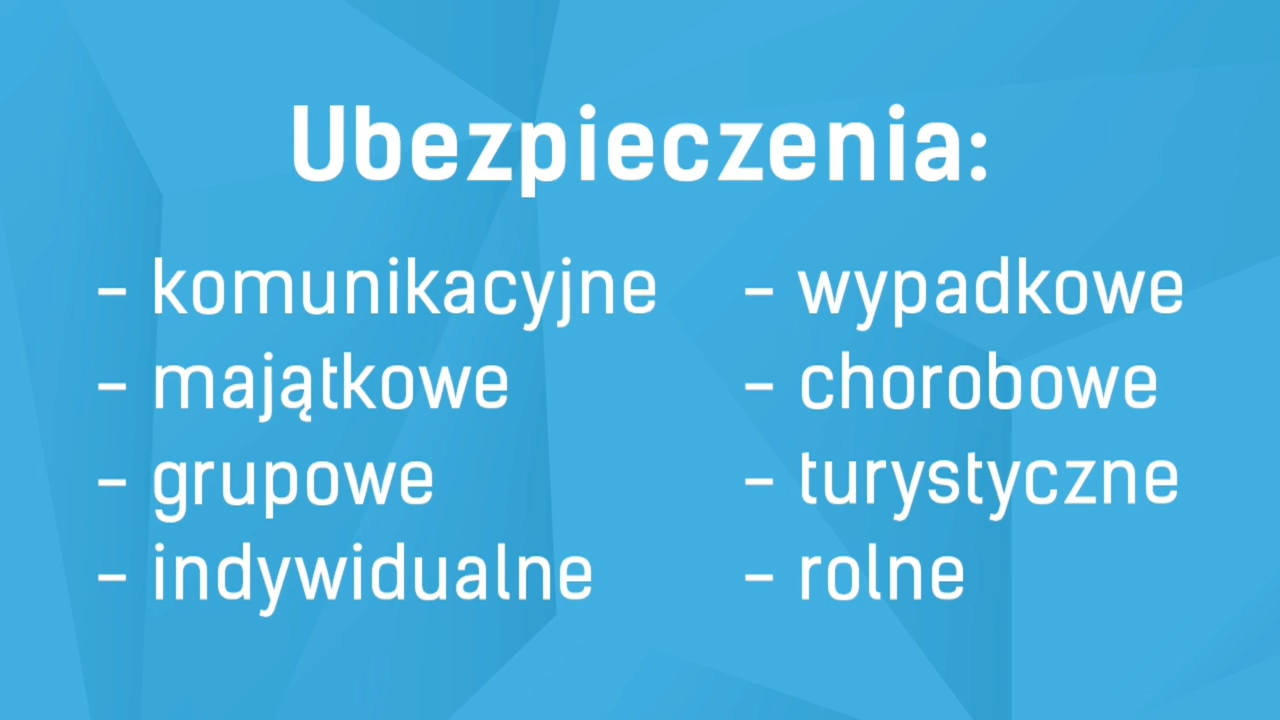 Ubezpieczenia:
– komunikacyjne
– majątkowe
– grupowe
– indywidualne
– wypadkowe
– chorobowe
– turystyczne
– rolne